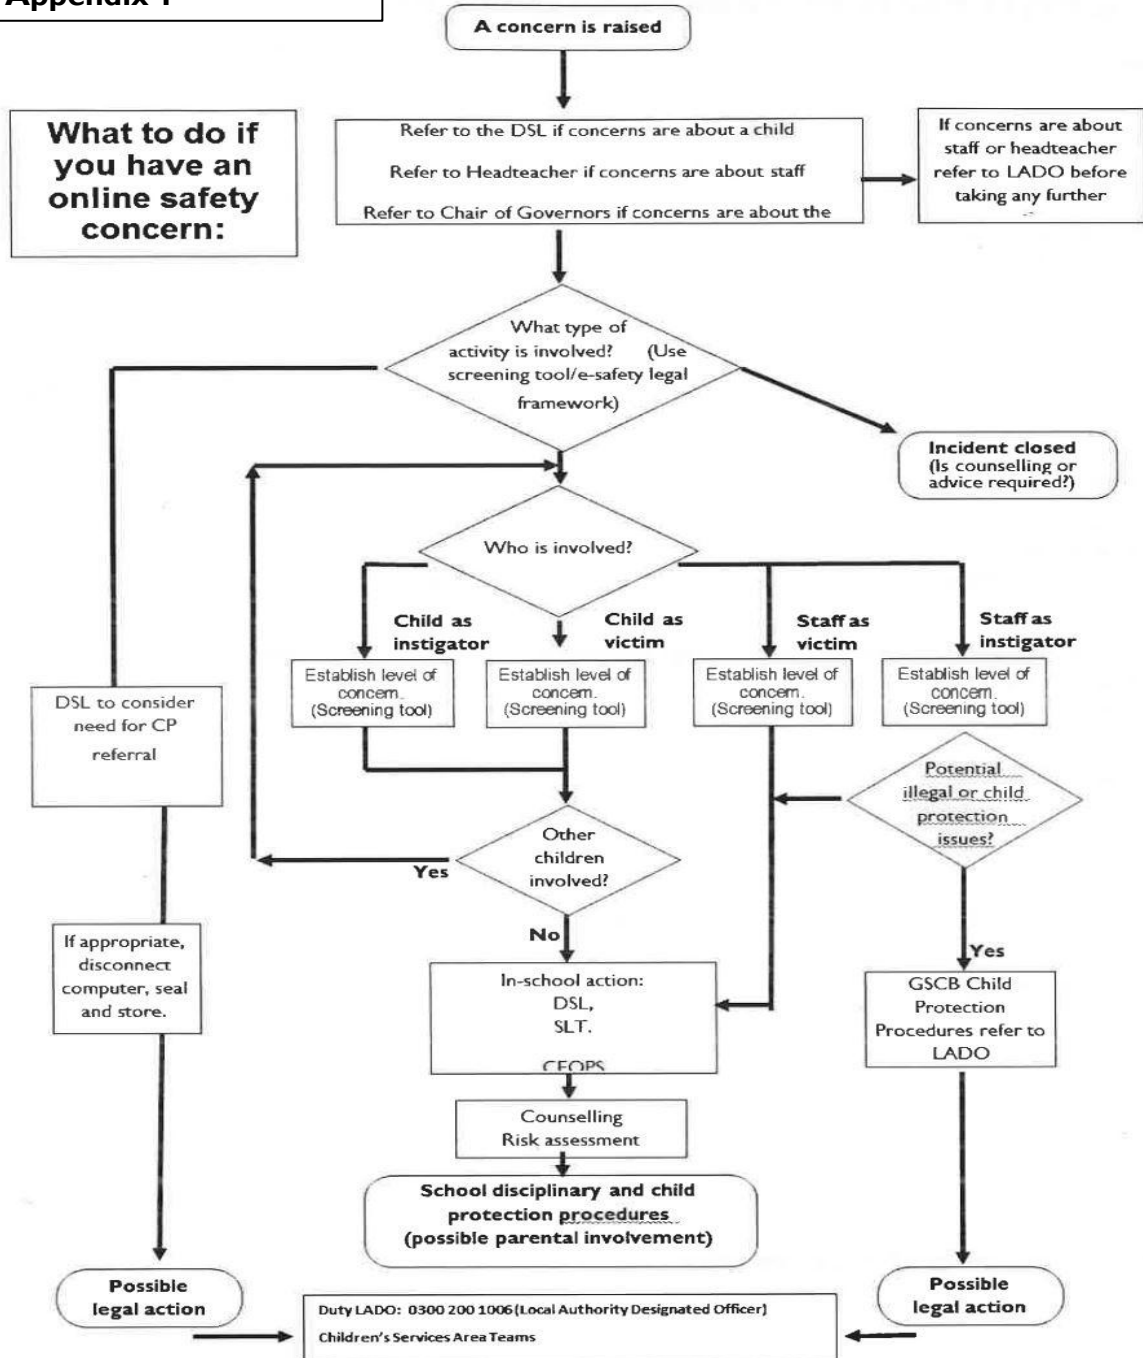 Appendix 1
A concern is raised
What to do if
you have an
online safety
concern:
Refer to the DSL if concerns are about a child
Refer to Headteacher if concerns are about staff
Refer to Chair of Governors if concerns are about the
If concerns are about
staff or headteacher
refer to LADO before
taking any further
What type of
activity is involved? (Use
screening tool/e-safety legal
framework)
Incident closed
(Is counselling or
advice required?)
Who is involved?
Child as
instigator
Child as
victim
Staff as
victim
Staff as
instigator
Establish level of
concern.
(Screening tool)
Establish level of
concern.
(Screening tool)
Establish level of
concern.
(Screening tool)
Establish level of
concern.
(Screening tool)
DSL to consider
need for CP
referral
Potential
illegal or child
protection
issues?
Other
children
involved?
Yes
No
Yes
If appropriate,
disconnect
computer, seal
and store.
In-school action:
DSL,
SLT.
CEOPS
GSCB Child
Protection
Procedures refer to
LADO
Counselling
Risk assessment
School disciplinary and child
protection procedures
(possible parental involvement)
Possible
legal action
Possible
legal action
Duty LADO: 0300 200 1006 (Local Authority Designated Officer)
Children's Services Area Teams